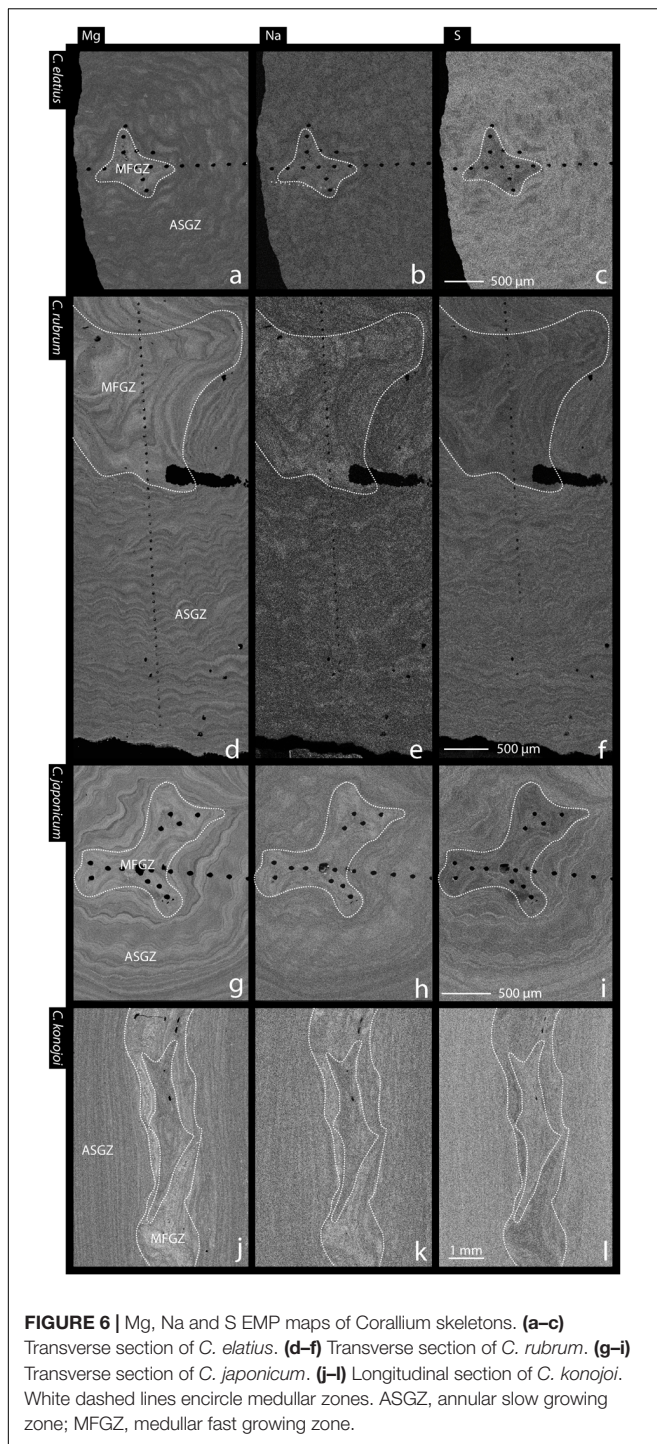 Mg Na S
C. elatius
MFGZ
ASGZ
a b c
500 µm
C. rubrum
MFGZ
ASGZ
d e f
500 µm
C. japonicum
MFGZ
ASGZ
g h i
500 µm
C. konojoi
ASGZ
MFGZ
j k l
1 mm
FIGURE 6 | Mg, Na and S EMP maps of Corallium skeletons. (a–c)
Transverse section of C. elatius. (d–f) Transverse section of C. rubrum. (g–i)
Transverse section of C. japonicum. (j–l) Longitudinal section of C. konojoi.
White dashed lines encircle medullar zones. ASGZ, annular slow growing
zone; MFGZ, medullar fast growing zone.